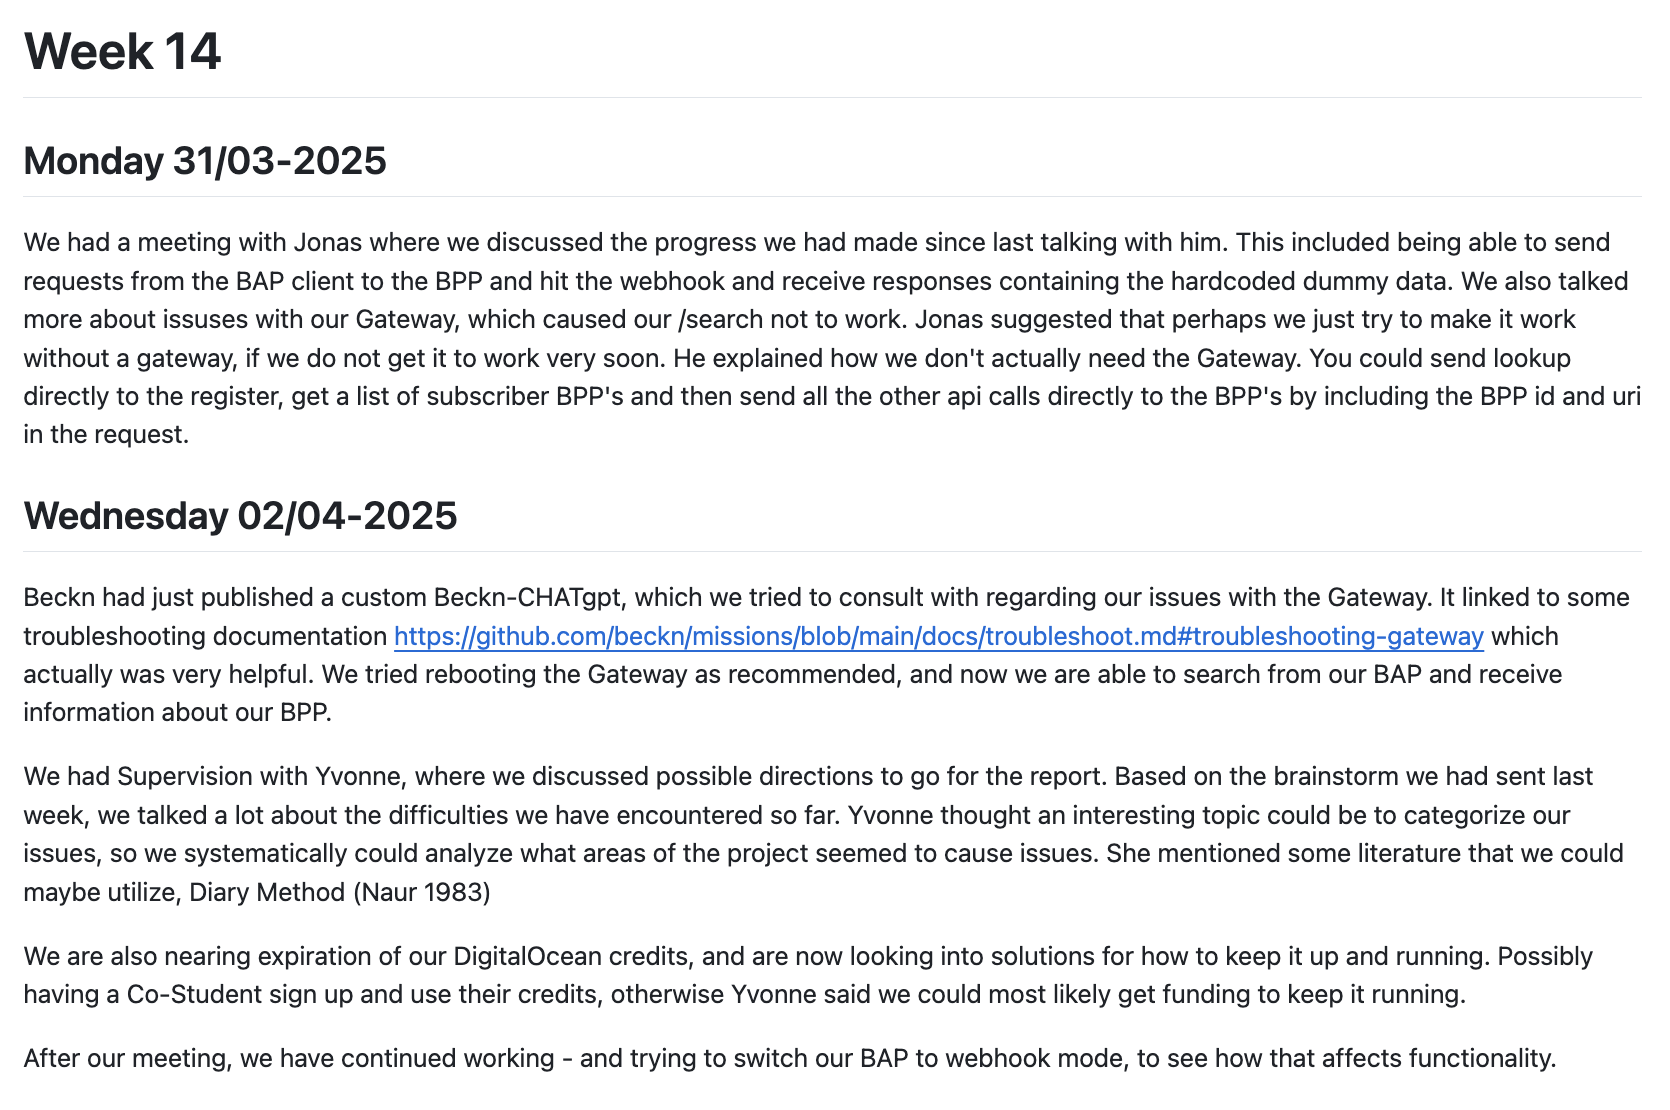 Week 14
Monday 31/03-2025
We had a meeting with Jonas where we discussed the progress we had made since last talking with him. This included being able to send
requests from the BAP client to the BPP and hit the webhook and receive responses containing the hardcoded dummy data. We also talked
more about issuses with our Gateway, which caused our /search not to work. Jonas suggested that perhaps we just try to make it work
without a gateway, if we do not get it to work very soon. He explained how we don't actually need the Gateway. You could send lookup
directly to the register, get a list of subscriber BPP's and then send all the other api calls directly to the BPP's by including the BPP id and uri
in the request.
Wednesday 02/04-2025
Beckn had just published a custom Beckn-CHATgpt, which we tried to consult with regarding our issues with the Gateway. It linked to some
troubleshooting documentation https://github.com/beckn/missions/blob/main/docs/troubleshoot.md#troubleshooting-gateway which
actually was very helpful. We tried rebooting the Gateway as recommended, and now we are able to search from our BAP and receive
information about our BPP.
We had Supervision with Yvonne, where we discussed possible directions to go for the report. Based on the brainstorm we had sent last
week, we talked a lot about the difficulties we have encountered so far. Yvonne thought an interesting topic could be to categorize our
issues, so we systematically could analyze what areas of the project seemed to cause issues. She mentioned some literature that we could
maybe utilize, Diary Method (Naur 1983)
We are also nearing expiration of our DigitalOcean credits, and are now looking into solutions for how to keep it up and running. Possibly
having a Co-Student sign up and use their credits, otherwise Yvonne said we could most likely get funding to keep it running.
After our meeting, we have continued working - and trying to switch our BAP to webhook mode, to see how that affects functionality.